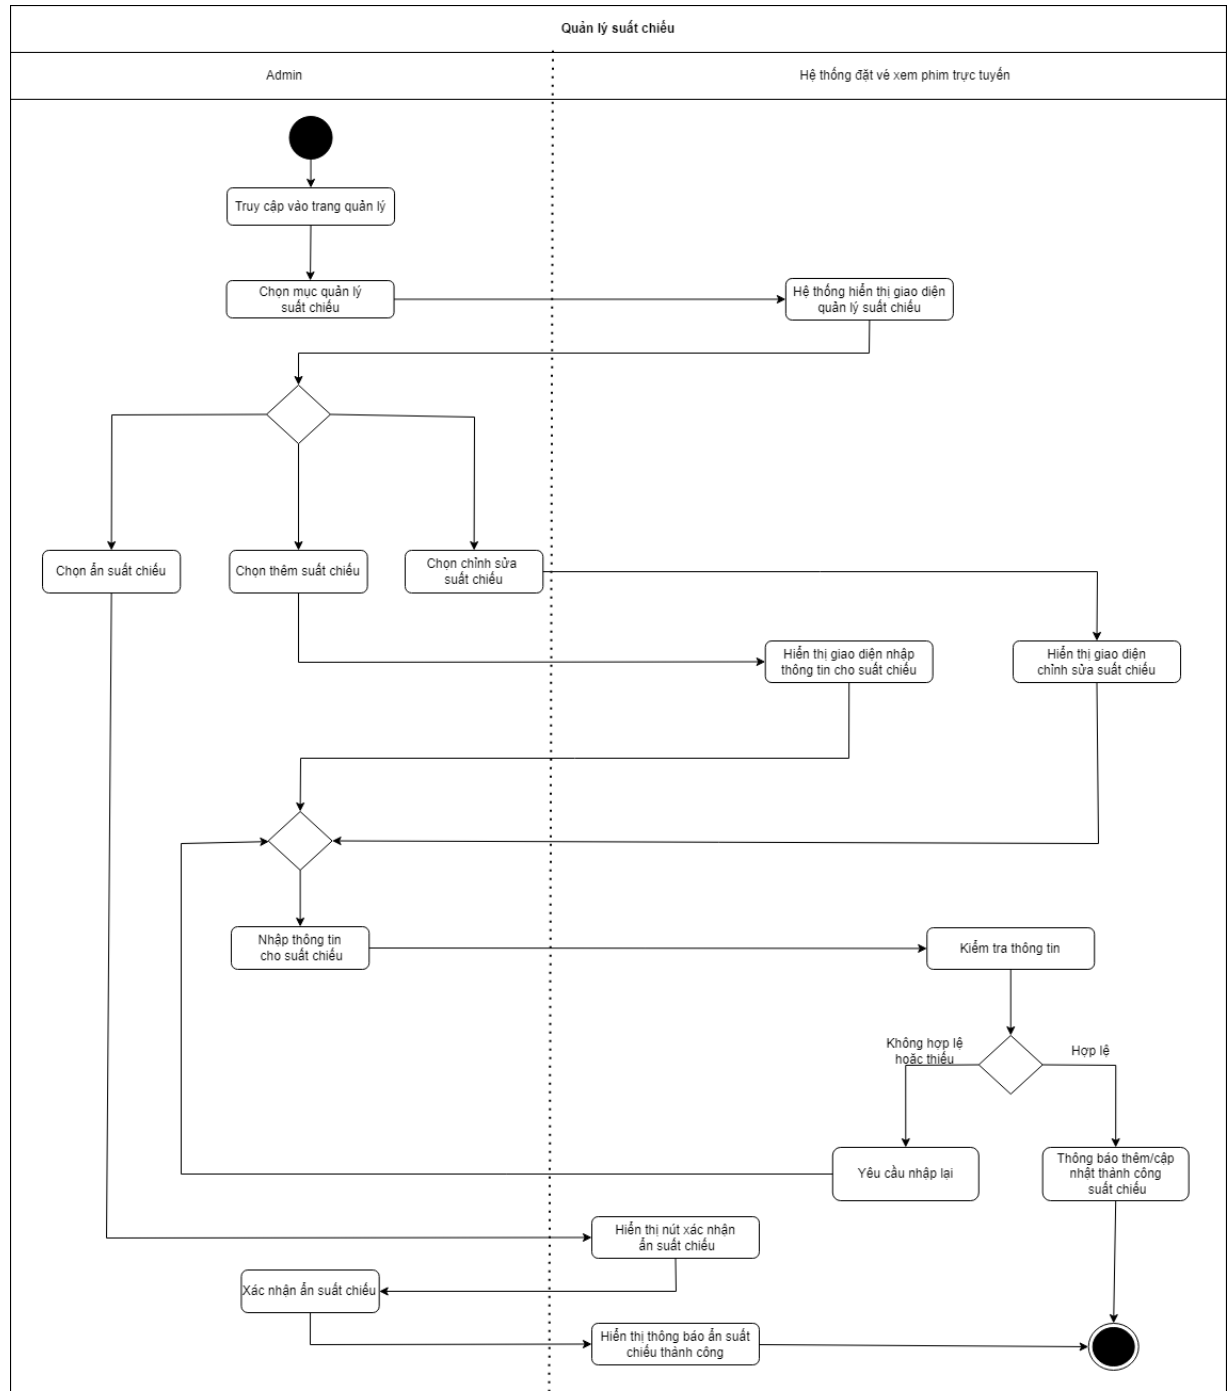 Quản lý suất chiếu
Admin
Hệ thống đặt vé xem phim trực tuyến
Truy cập vào trang quản lý
Chọn mục quản lý
suất chiếu
Hệ thống hiển thị giao diện
quản lý suất chiếu
Chọn ẩn suất chiếu
Chọn thêm suất chiếu
Chọn chỉnh sửa
suất chiếu
Hiển thị giao diện nhập
thông tin cho suất chiếu
Hiển thị giao diện
chỉnh sửa suất chiếu
Nhập thông tin
cho suất chiếu
Kiểm tra thông tin
Không hợp lệ
hoặc thiếu
Hợp lệ
Yêu cầu nhập lại
Thông báo thêm/cập
nhật thành công
suất chiếu
Hiển thị nút xác nhận
ẩn suất chiếu
Xác nhận ẩn suất chiếu
Hiển thị thông báo ẩn suất
chiếu thành công